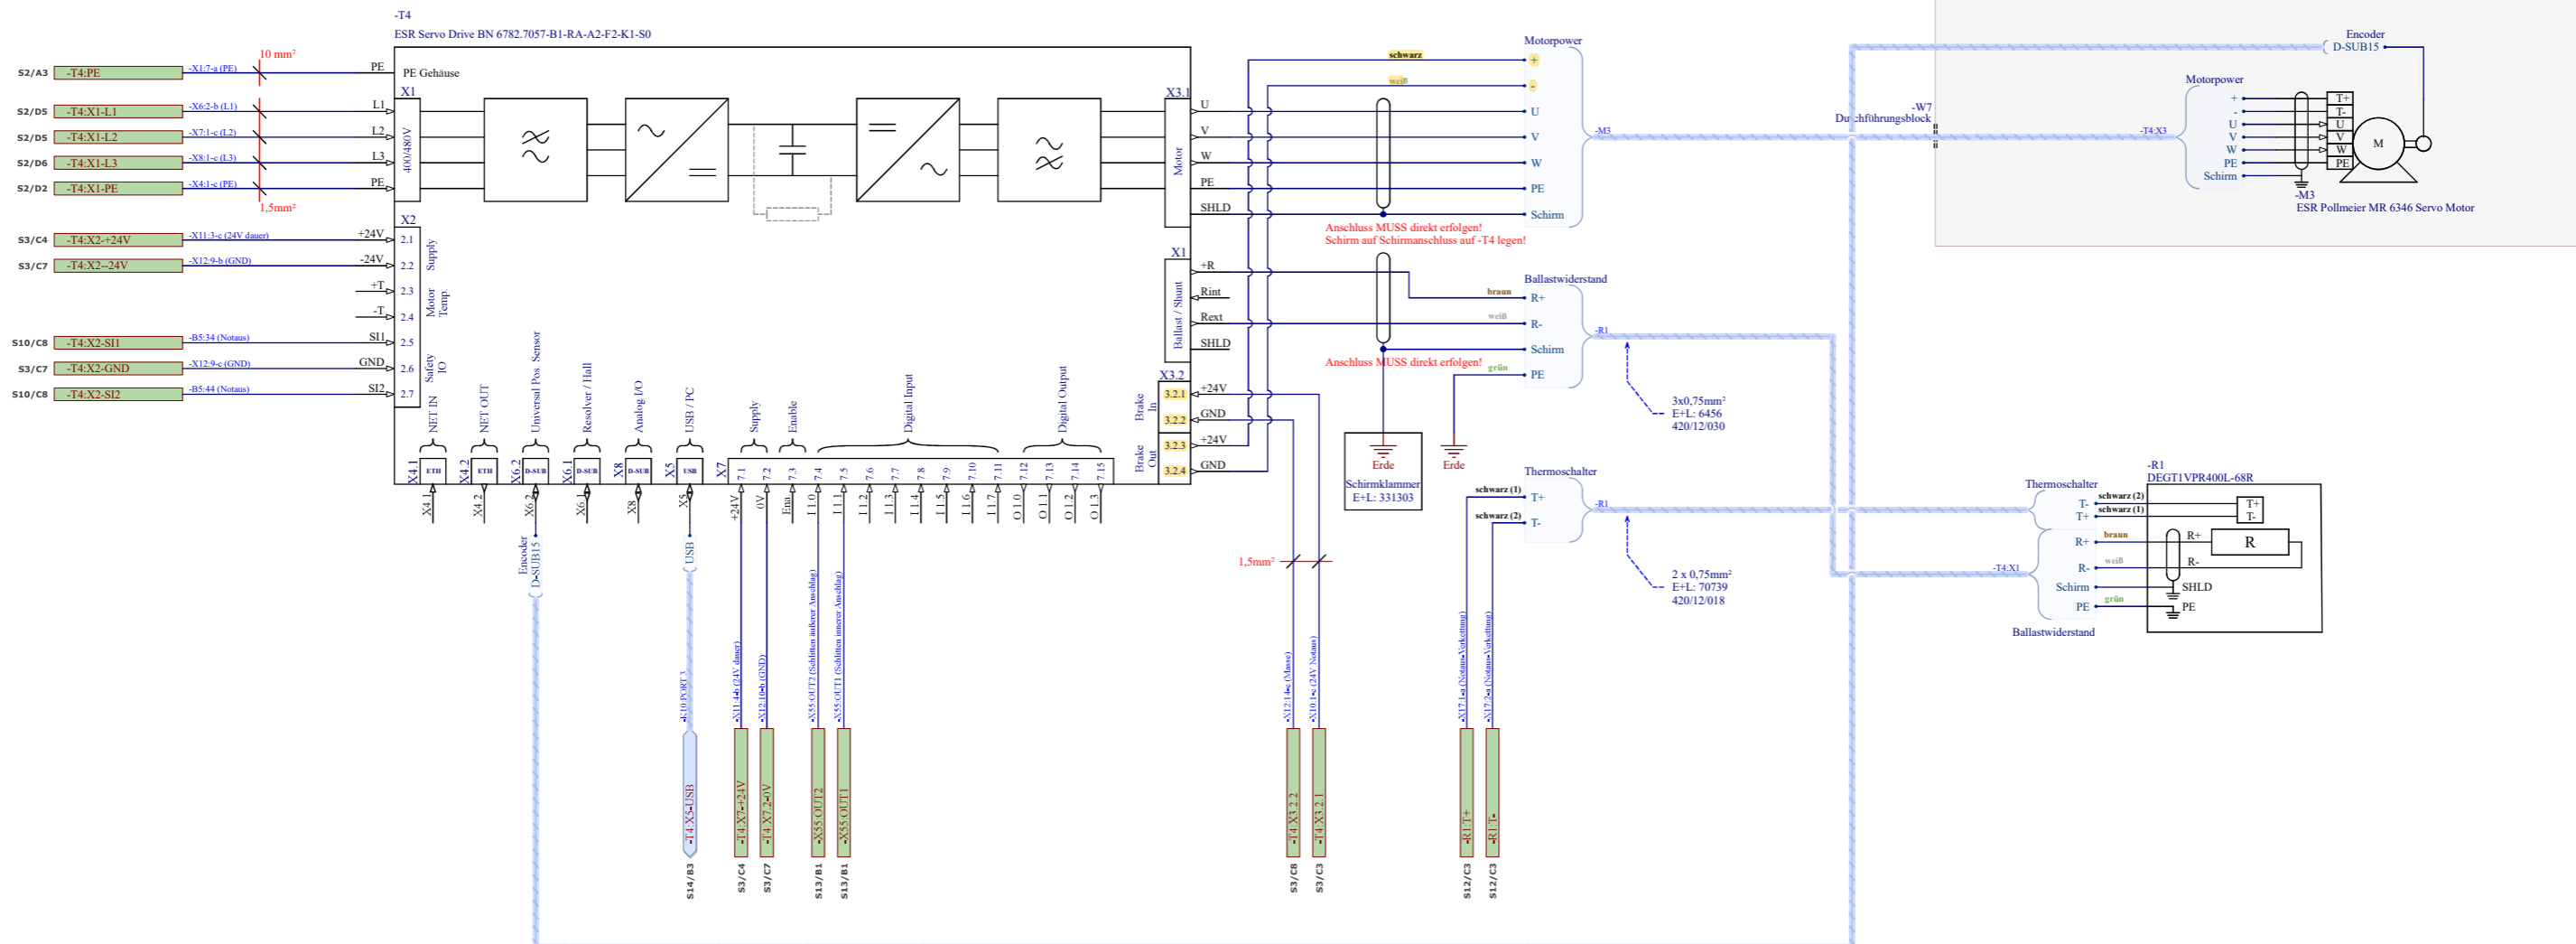 -T4
ESR Servo Drive BN 6782.7057-B1-RA-A2-F2-K1-S0
10 mm²
S2/A3 -T4:PE -X1:7-a (PE) PE PE Gehäuse
X1
S2/D5 -T4:X1-L1 -X6:2-b (L1) L1
S2/D5 -T4:X1-L2 -X7:1-c (L2) L2
S2/D6 -T4:X1-L3 -X8:1-c (L3) L3
S2/D2 -T4:X1-PE -X4:1-c (PE) PE
400/480V
1,5mm²
X2
S3/C4 -T4:X2-+24V -X11:3-c (24V dauer) +24V 2.1
S3/C7 -T4:X2--24V -X12:9-b (GND) -24V 2.2
Supply
+T 2.3
-T 2.4
Motor
Temp.
S10/C8 -T4:X2-SI1 -B5:34 (Notaus) SI1 2.5
S3/C7 -T4:X2-GND -X12:9-c (GND) GND 2.6
S10/C8 -T4:X2-SI2 -B5:44 (Notaus) SI2 2.7
Safety
IO
NET IN
NET OUT
Universal Pos. Sensor
Resolver / Hall
Analog I/O
USB / PC
Supply
Enable
Digital Input
Digital Output
X4.1 ETH X4.1
X4.2 ETH X4.2
X6.2 D-SUB X6.2
X6.1 D-SUB X6.1
X8 D-SUB X8
X5 USB X5
X7
7.1 +24V
7.2 0V
7.3 Ena
7.4 I 1.0
7.5 I 1.1
7.6 I 1.2
7.7 I 1.3
7.8 I 1.4
7.9 I 1.5
7.10 I 1.6
7.11 I 1.7
7.12 O 1.0
7.13 O 1.1
7.14 O 1.2
7.15 O 1.3
Encoder
D-SUB15
USB
-K10:PORT 3
-T4:X5-USB
S14/B3
-X11:4-b (24V dauer)
-T4:X7-+24V
S3/C4
-X12:10-b (GND)
-T4:X7.2-0V
S3/C7
-X55:OUT2 (Schlitten äußerer Anschlag)
-X55:OUT2
S13/B1
-X55:OUT1 (Schlitten innerer Anschlag)
-X55:OUT1
S13/B1
X3.1
U
V
W
PE
SHLD
Motor
X1
+R
Rint
Rext
SHLD
Ballast / Shunt
X3.2
3.2.1 +24V
3.2.2 GND
3.2.3 +24V
3.2.4 GND
Brake
In
Brake
Out
Motorpower
schwarz +
weiß -
U
V
W
PE
Schirm
-M3
Anschluss MUSS direkt erfolgen!
Schirm auf Schirmanschluss auf -T4 legen!
Ballastwiderstand
braun R+
weiß R-
Schirm
grün PE
-R1
Anschluss MUSS direkt erfolgen!
3x0,75mm²
E+L: 6456
420/12/030
Erde
Schirmklammer
E+L: 331303
Erde
Thermoschalter
schwarz (1) T+
schwarz (2) T-
-R1
2 x 0,75mm²
E+L: 70739
420/12/018
1,5mm²
-X12:14-c (Masse)
-T4:X3.2.2
S3/C8
-X10:1-c (24V Notaus)
-T4:X3.2.1
S3/C3
-X17:1-a (Notaus-Verkettung)
-R1:T+
S12/C3
-X17:2-a (Notaus-Verkettung)
-R1:T-
S12/C3
-W7
Durchführungsblock
Encoder
D-SUB15
-T4:X3
Motorpower
+ T+
- T-
U U
V V
W W
PE PE
Schirm
M
-M3
ESR Pollmeier MR 6346 Servo Motor
-R1
DEGT1VPR400L-68R
Thermoschalter
T- schwarz (2) T+
T+ schwarz (1) T-
R+ braun R+
R
R- weiß R-
-T4:X1
Schirm SHLD
PE grün PE
Ballastwiderstand